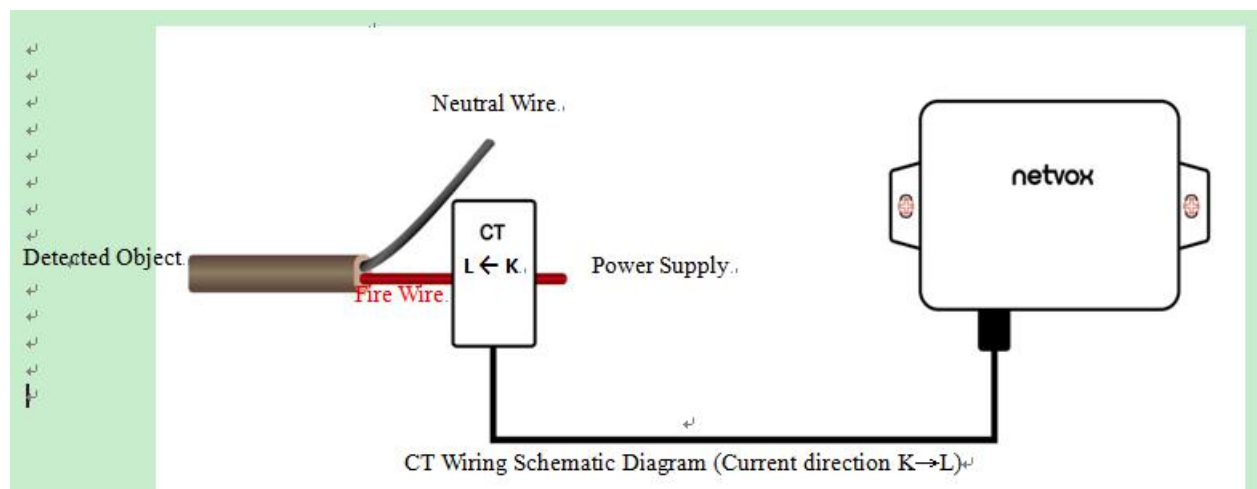 Neutral Wire
netvox
CT
Detected Object
L ← K
Power Supply
Fire Wire
CT Wiring Schematic Diagram (Current direction K→L)